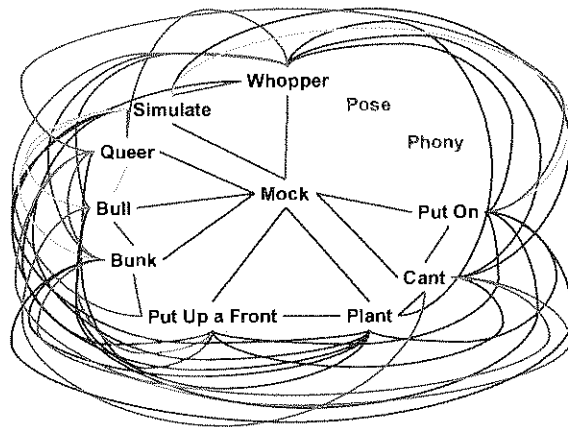 Whopper
Simulate
Pose
Queer
Phony
Mock
Bull
Put On
Bunk
Cant
Put Up a Front
Plant